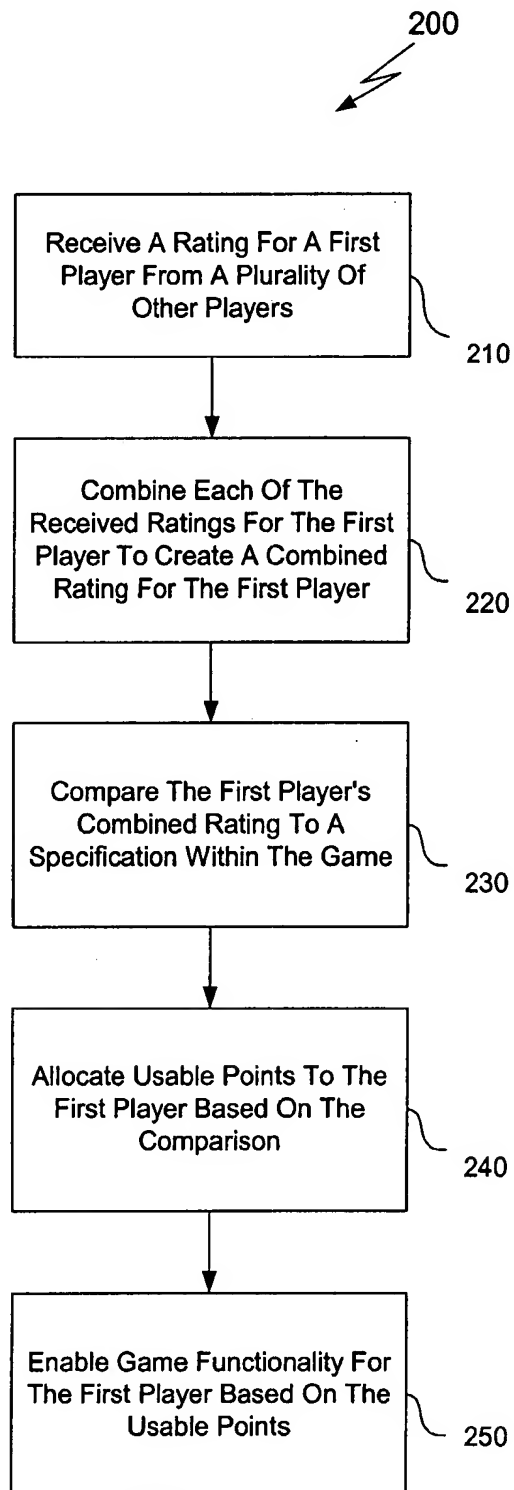 200
Receive A Rating For A First
Player From A Plurality Of
Other Players
210
Combine Each Of The
Received Ratings For The First
Player To Create A Combined
Rating For The First Player
220
Compare The First Player's
Combined Rating To A
Specification Within The Game
230
Allocate Usable Points To The
First Player Based On The
Comparison
240
Enable Game Functionality For
The First Player Based On The
Usable Points
250